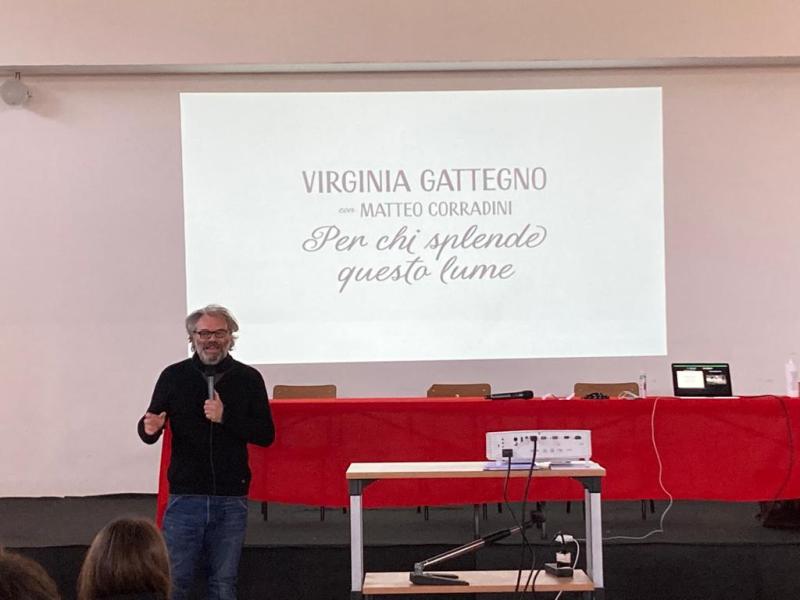 VIRGINIA GATTEGNO
con MATTEO CORRADINI
Per chi splende
questo lume